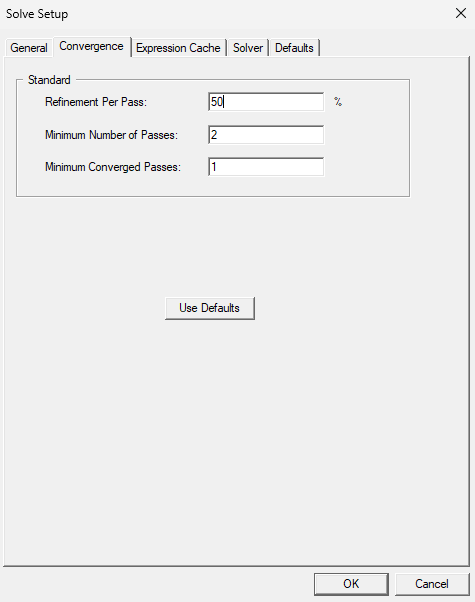 Solve Setup
General Convergence Expression Cache Solver Defaults
Standard
Refinement Per Pass: 50 %
Minimum Number of Passes: 2
Minimum Converged Passes: 1
Use Defaults
OK Cancel